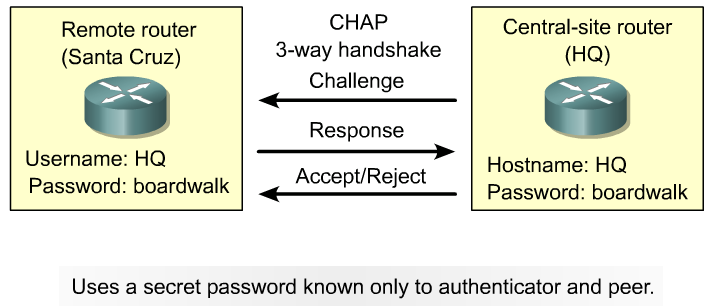 Remote router
(Santa Cruz)
Username: HQ
Password: boardwalk
CHAP
3-way handshake
Challenge
Response
Accept/Reject
Central-site router
(HQ)
Hostname: HQ
Password: boardwalk
Uses a secret password known only to authenticator and peer.